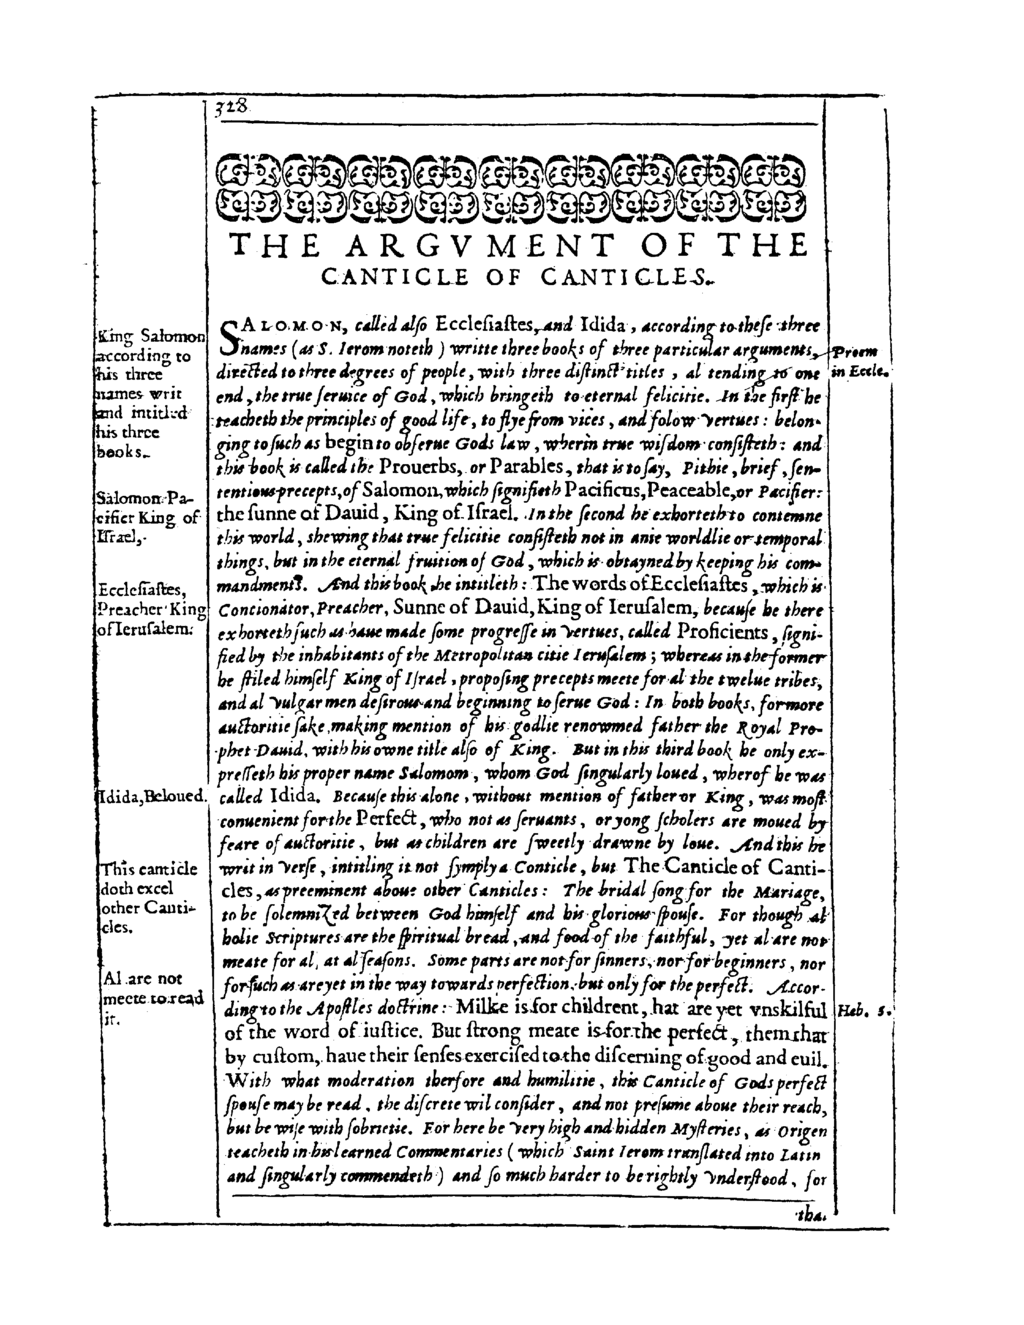 328
THE ARGVMENT OF THE
CANTICLE OF CANTICLES.
King Salomon
according to
his three
names writ
and intitled
his three
books.
Salomon Pa-
cifier King of
Israel,
Ecclesiastes,
Preacher King
of Ierusalem:
Idida, Beloued.
This canticle
doth excel
other Canti-
cles.
Al are not
meete to read
it.
SALOMON, called also Ecclesiastes, and Idida, according to these three
names (as S. Ierom noteth) writte three books of three particular arguments,
directed to three degrees of people, with three distinct titles, al tending to one
end, the true seruice of God, which bringeth to eternal felicitie. In the first he
teacheth the principles of good life, to flye from vices, and folow vertues: belon-
ging to such as begin to obserue Gods law, wherin true wisdom consisteth: and
this book is called the Prouerbs, or Parables, that is to say, Pithie, brief, sen-
tentious precepts, of Salomon, which signifieth Pacificus, Peaceable, or Pacifier:
the sunne of Dauid, King of Israel. In the second he exhorteth to contemne
this world, shewing that true felicitie consisteth not in anie worldlie or temporal
things, but in the eternal fruition of God, which is obtayned by keeping his com-
mandments. And this book he intitleth: The words of Ecclesiastes, which is
Concionator, Preacher, Sunne of Dauid, King of Ierusalem, because he there
exhorteth such as haue made some progresse in vertues, called Proficients, signi-
fied by the inhabitants of the Metropolitan citie Ierusalem; whereas in the former
he stiled himself King of Israel, proposing precepts meete for al the twelue tribes,
and al vulgar men desirous and beginning to serue God: In both books, for more
auctoritie sake, making mention of his godlie renowmed father the Royal Pro-
phet Dauid, with his owne title also of King. But in this third book he only ex-
presseth his proper name Salomom, whom God singularly loued, wherof he was
called Idida. Because this alone, without mention of father or King, was most
conuenient for the Perfect, who not as seruants, or yong scholers are moued by
feare of auctoritie, but as children are sweetly drawne by loue. And this he
writ in verse, intitling it not symply a Conticle, but The Canticle of Canti-
cles, as preeminent aboue other Canticles: The bridal song for the Mariage,
to be solemnized between God himself and his glorious spouse. For though al
holie Scriptures are the spiritual bread, and food of the faithful, yet al are not
meate for al, at al seasons. Some parts are not for sinners, nor for beginners, nor
for such as are yet in the way towards perfection, but only for the perfect. Accor-
ding to the Apostles doctrine: Milke is for childrent, hat are yet vnskilful
of the word of iustice. But strong meate is for the perfect, them that
by custom, haue their senses exercised to the discerning of good and euil.
With what moderation therfore and humilitie, this Canticle of Gods perfect
spouse may be read, the discrete wil consider, and not presume aboue their reach,
but be wise with sobrietie. For here be very high and hidden Mysteries, as Origen
teacheth in his learned Commentaries (which Saint Ierom translated into Latin
and singularly commendeth) and so much harder to be rightly vnderstood, for
tha.
Proem
in Eccle.
Heb. 5.